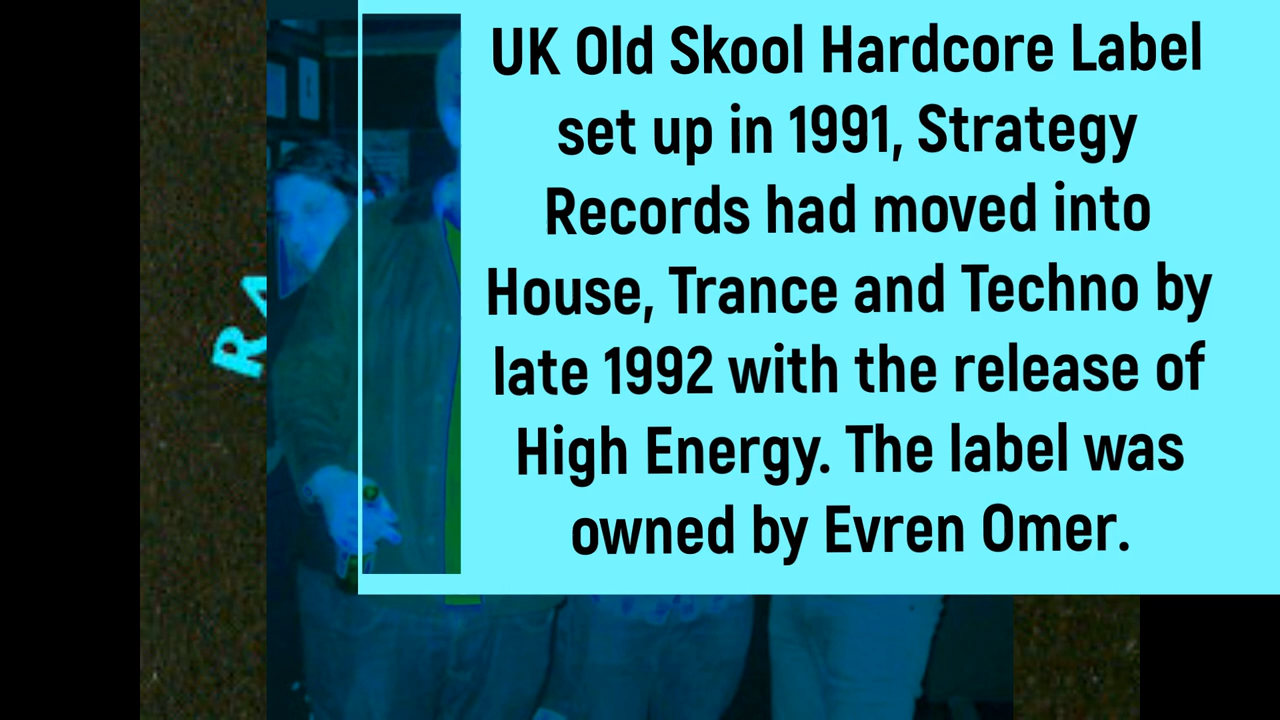 UK Old Skool Hardcore Label
set up in 1991, Strategy
Records had moved into
House, Trance and Techno by
late 1992 with the release of
High Energy. The label was
owned by Evren Omer.
RA